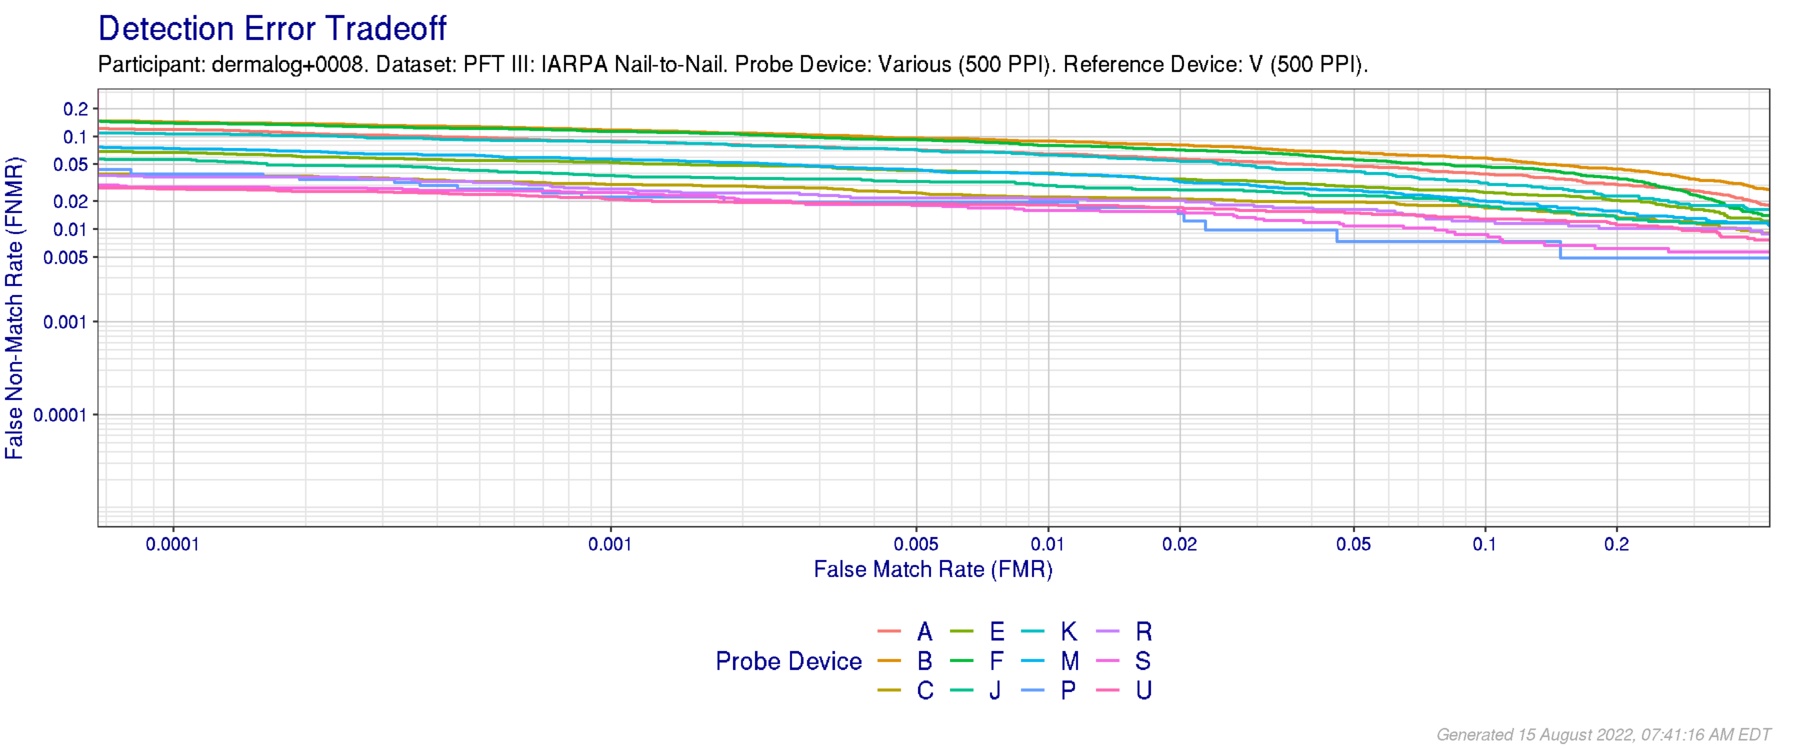 Detection Error Tradeoff
Participant: dermalog+0008. Dataset: PFT III: IARPA Nail-to-Nail. Probe Device: Various (500 PPI). Reference Device: V (500 PPI).
False Non-Match Rate (FNMR)
0.2
0.1
0.05
0.02
0.01
0.005
0.001
0.0001
0.0001 0.001 0.005 0.01 0.02 0.05 0.1 0.2
False Match Rate (FMR)
Probe Device
A E K R
B F M S
C J P U
Generated 15 August 2022, 07:41:16 AM EDT